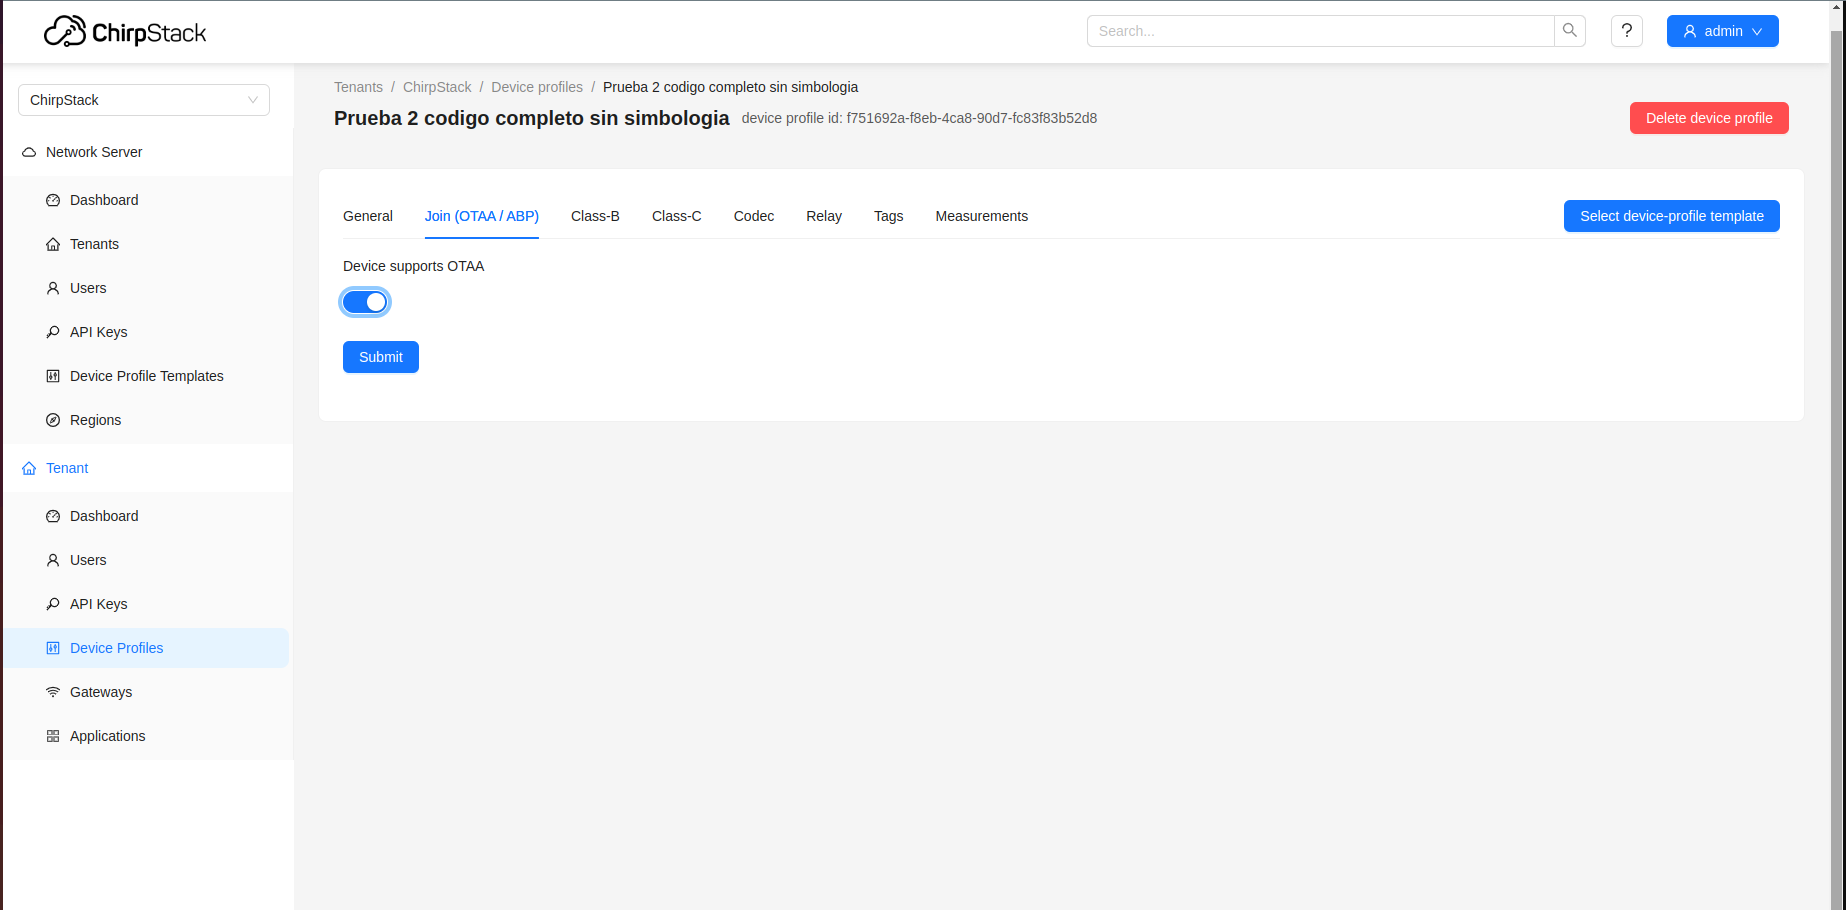 ChirpStack
Search...
?
admin
ChirpStack
Network Server
Dashboard
Tenants
Users
API Keys
Device Profile Templates
Regions
Tenant
Dashboard
Users
API Keys
Device Profiles
Gateways
Applications
Tenants / ChirpStack / Device profiles / Prueba 2 codigo completo sin simbologia
Prueba 2 codigo completo sin simbologia device profile id: f751692a-f8eb-4ca8-90d7-fc83f83b52d8
Delete device profile
General Join (OTAA / ABP) Class-B Class-C Codec Relay Tags Measurements
Select device-profile template
Device supports OTAA
Submit